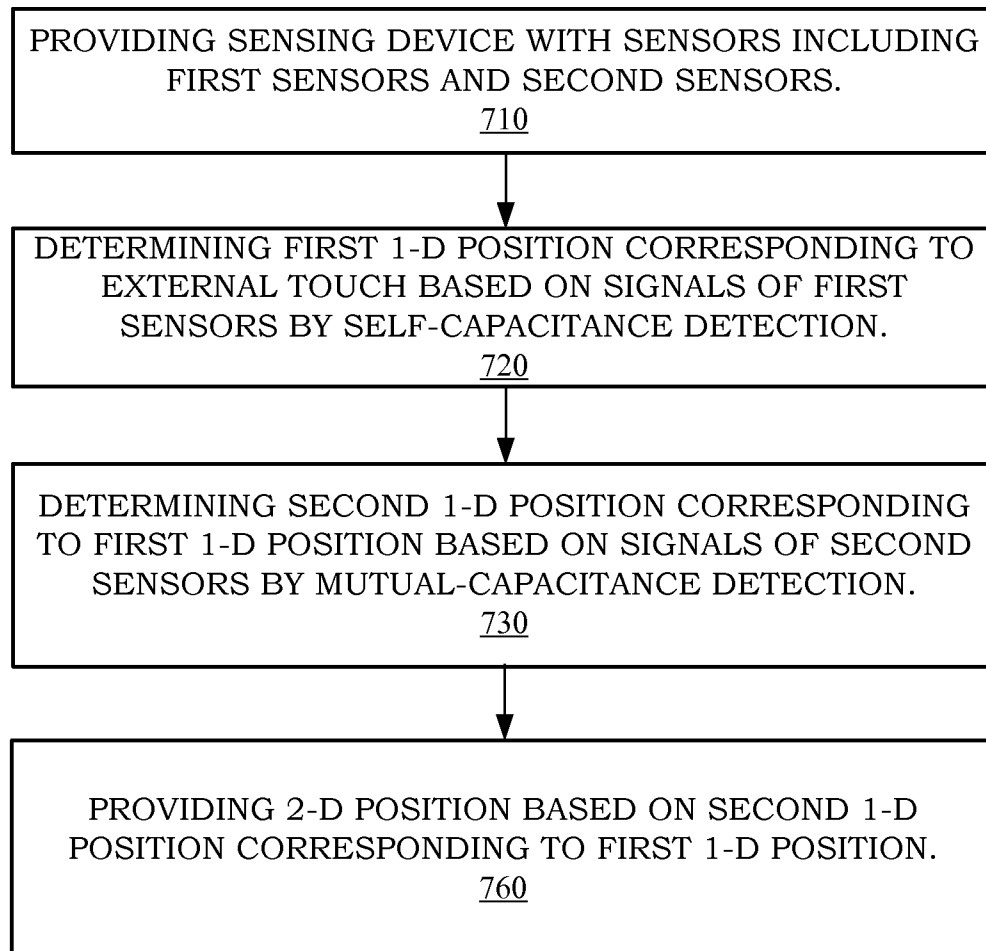 PROVIDING SENSING DEVICE WITH SENSORS INCLUDING
FIRST SENSORS AND SECOND SENSORS.
710
DETERMINING FIRST 1-D POSITION CORRESPONDING TO
EXTERNAL TOUCH BASED ON SIGNALS OF FIRST
SENSORS BY SELF-CAPACITANCE DETECTION.
720
DETERMINING SECOND 1-D POSITION CORRESPONDING
TO FIRST 1-D POSITION BASED ON SIGNALS OF SECOND
SENSORS BY MUTUAL-CAPACITANCE DETECTION.
730
PROVIDING 2-D POSITION BASED ON SECOND 1-D
POSITION CORRESPONDING TO FIRST 1-D POSITION.
760